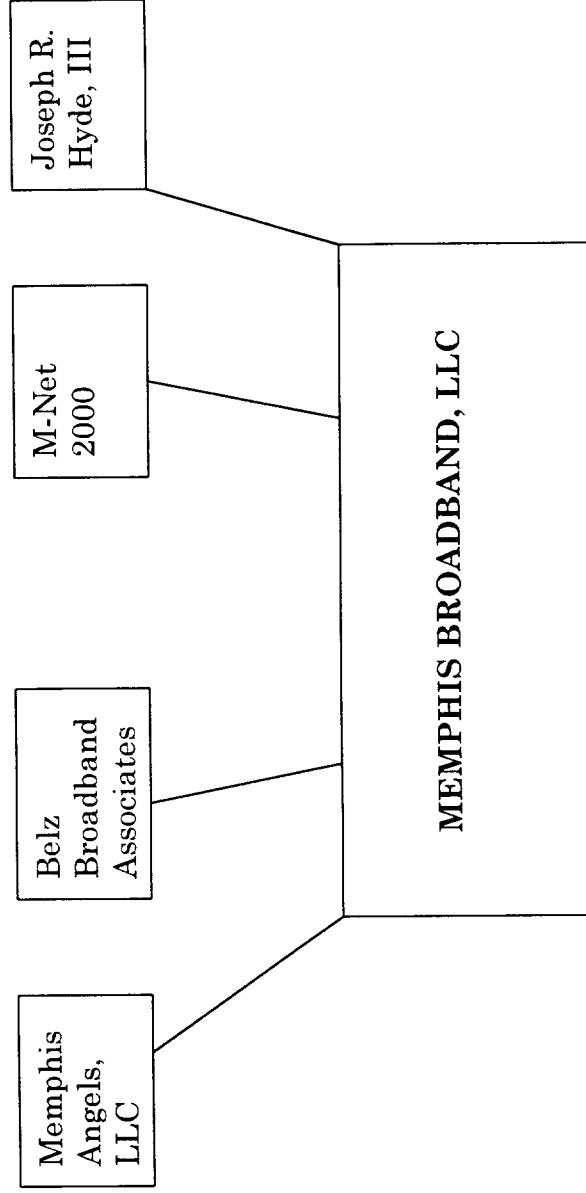 Memphis
Angels,
LLC
Belz
Broadband
Associates
M-Net
2000
Joseph R.
Hyde, III
MEMPHIS BROADBAND, LLC